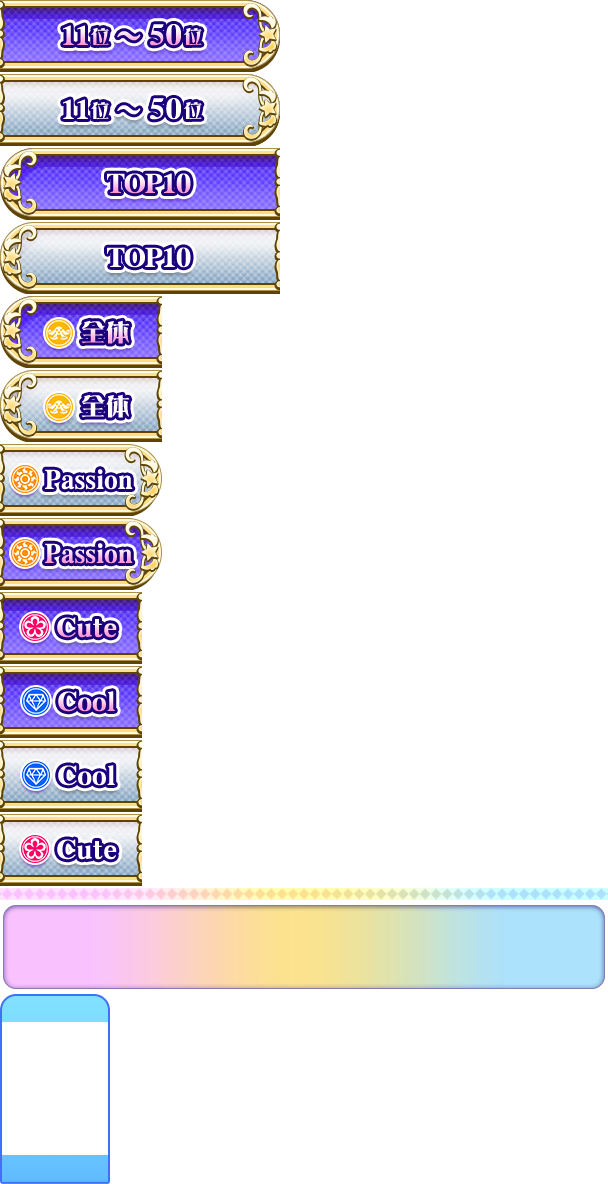 11位～50位
11位～50位
TOP10
TOP10
全体
全体
Passion
Passion
Cute
Cool
Cool
Cute